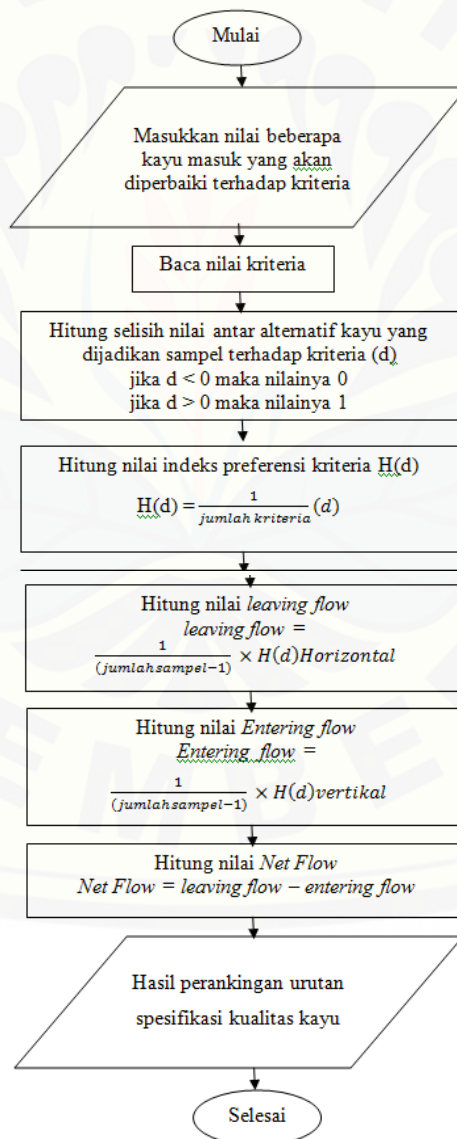 Mulai
Masukkan nilai beberapa
kayu masuk yang akan
diperbaiki terhadap kriteria
Baca nilai kriteria
Hitung selisih nilai antar alternatif kayu yang
dijadikan sampel terhadap kriteria (d)
jika d < 0 maka nilainya 0
jika d > 0 maka nilainya 1
Hitung nilai indeks preferensi kriteria H(d)
H(d) = 1/jumlah kriteria (d)
Hitung nilai leaving flow
leaving flow =
1/(jumlahsampel−1) × H(d)Horizontal
Hitung nilai Entering flow
Entering flow =
1/(jumlahsampel−1) × H(d)vertikal
Hitung nilai Net Flow
Net Flow = leaving flow − entering flow
Hasil perankingan urutan
spesifikasi kualitas kayu
Selesai